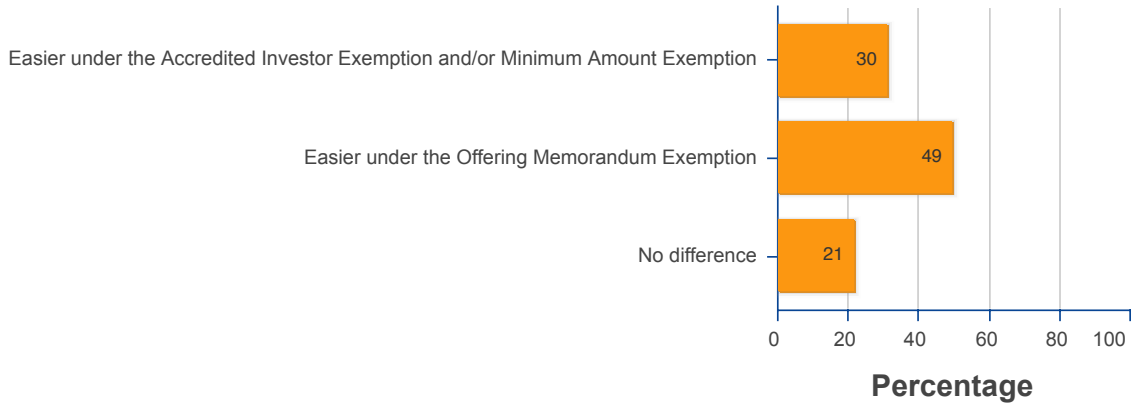 Easier under the Accredited Investor Exemption and/or Minimum Amount Exemption
30
Easier under the Offering Memorandum Exemption
49
No difference
21
0 20 40 60 80 100
Percentage